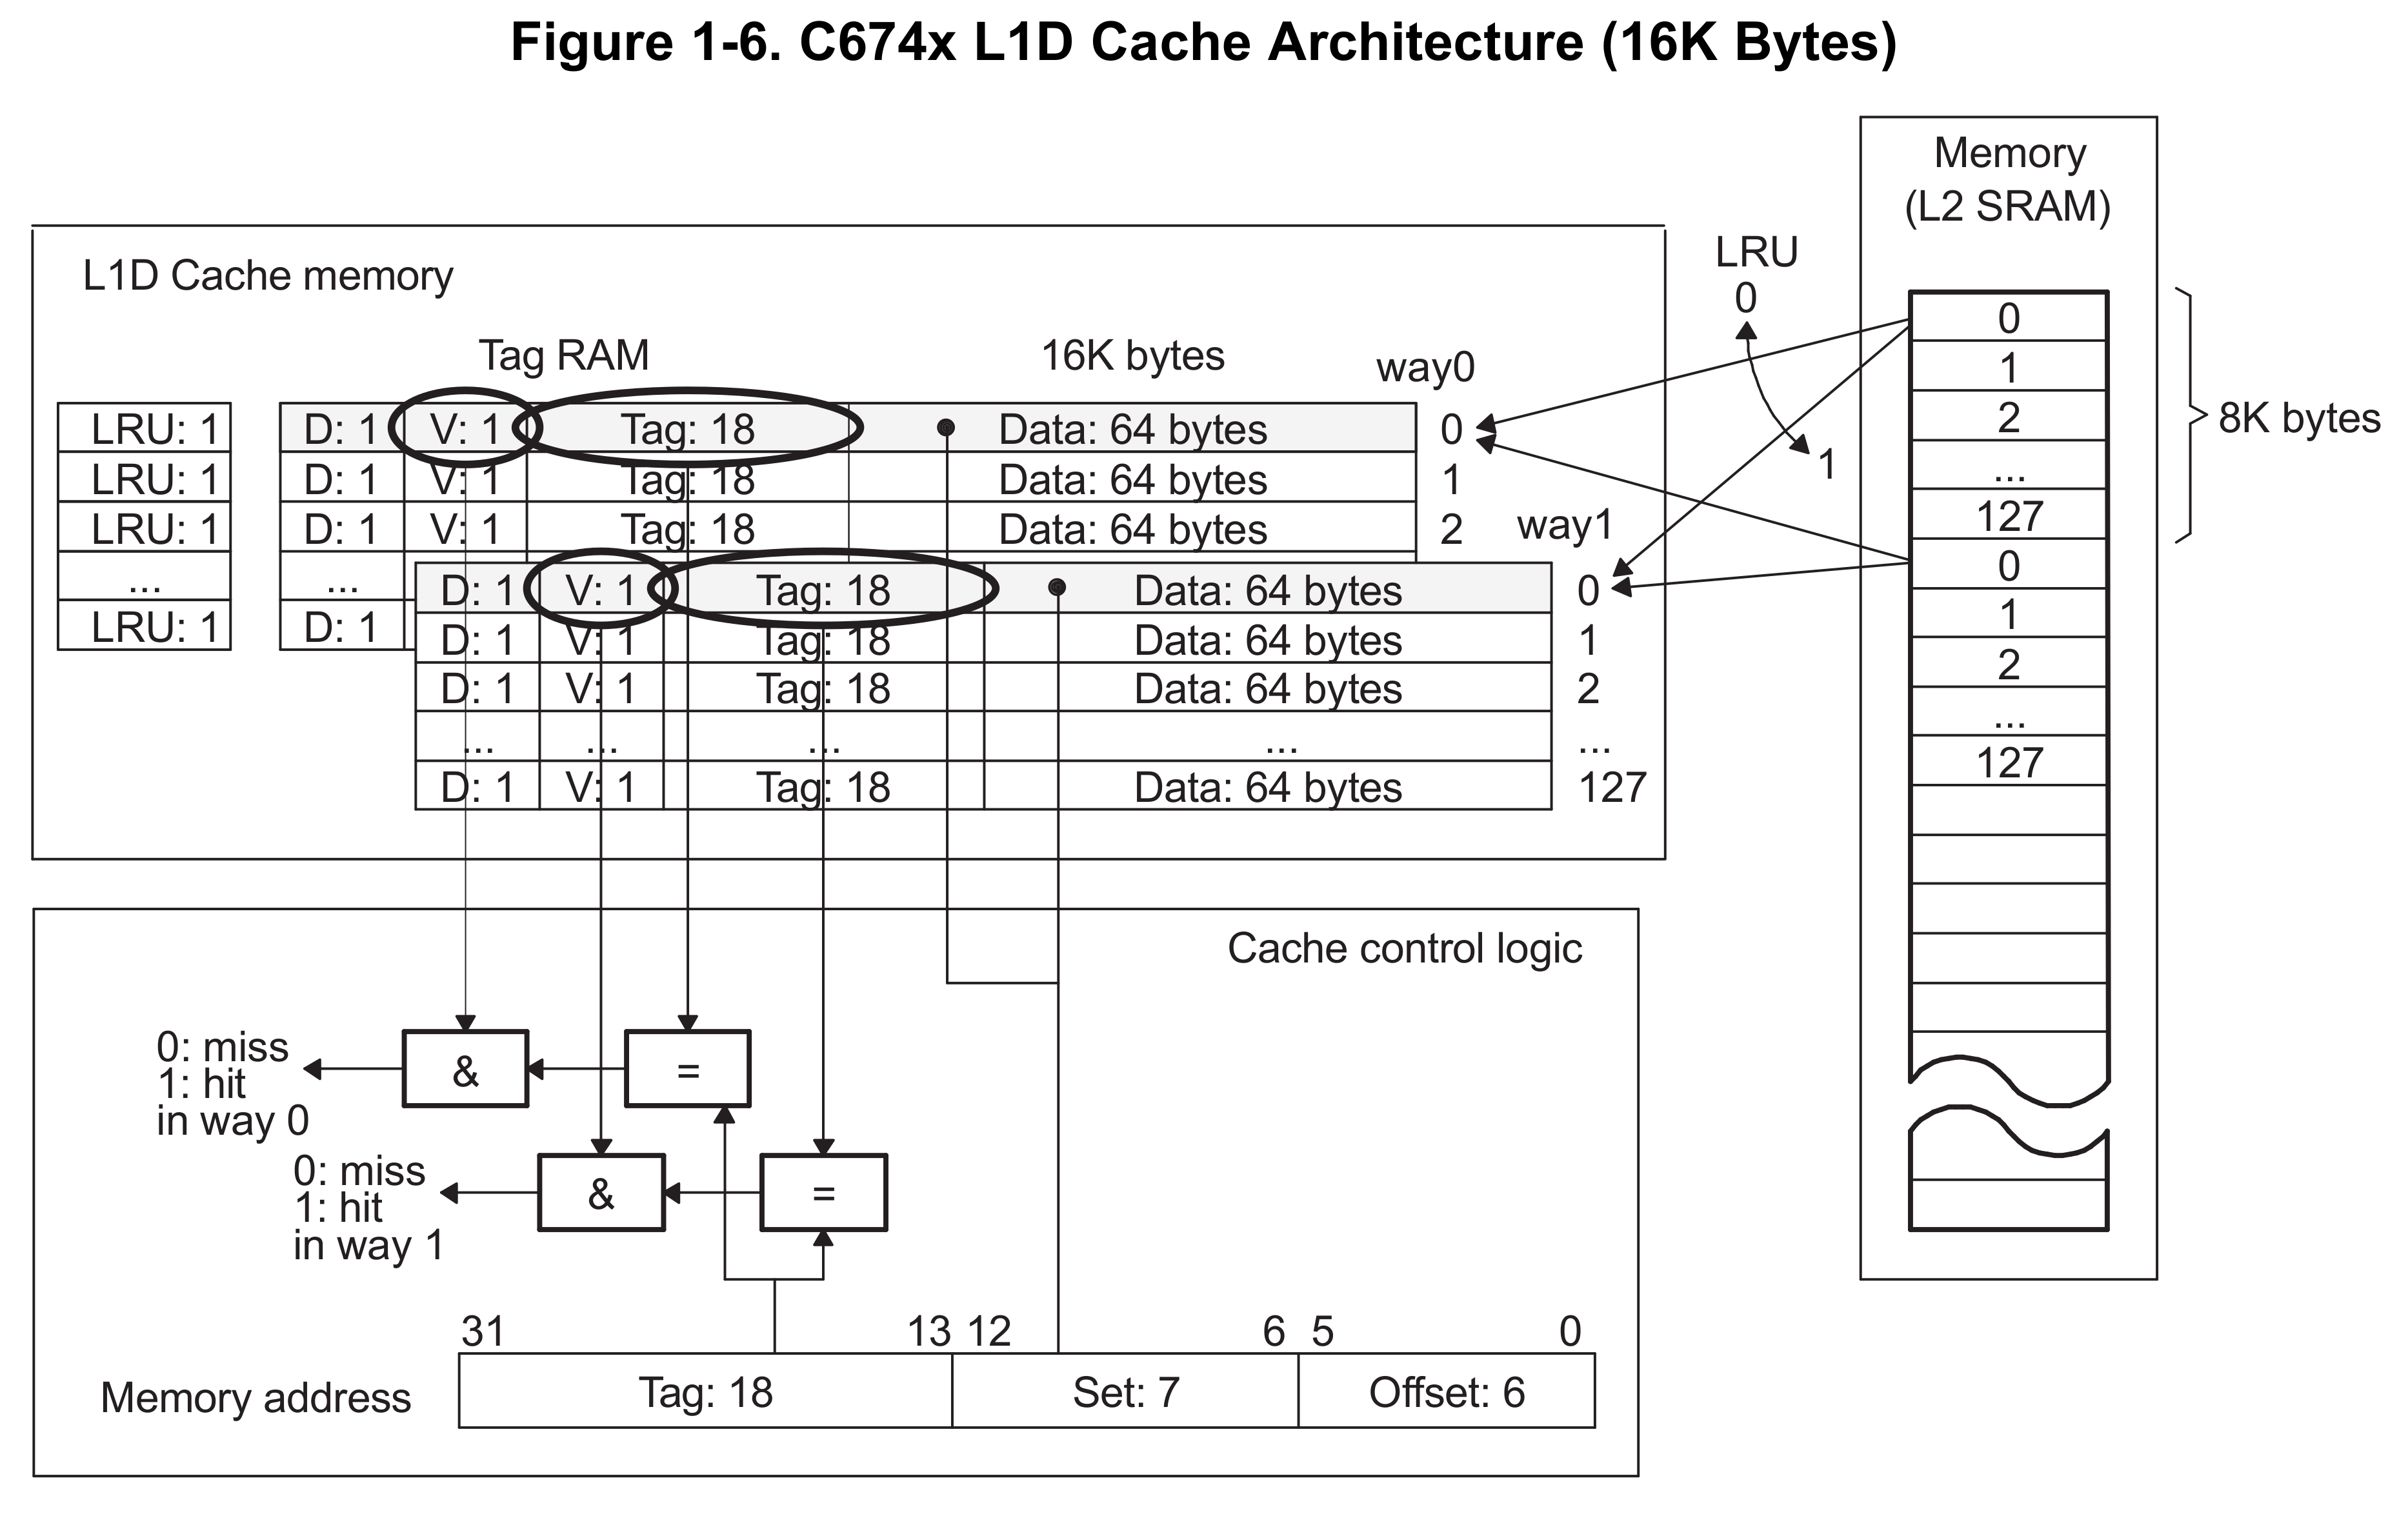 Figure 1-6. C674x L1D Cache Architecture (16K Bytes)
Memory
(L2 SRAM)
L1D Cache memory
LRU
0
1
Tag RAM
16K bytes
way0
LRU: 1 D: 1 V: 1 Tag: 18 Data: 64 bytes 0
LRU: 1 D: 1 V: 1 Tag: 18 Data: 64 bytes 1
LRU: 1 D: 1 V: 1 Tag: 18 Data: 64 bytes 2
... ...
LRU: 1 D: 1
way1
D: 1 V: 1 Tag: 18 Data: 64 bytes 0
D: 1 V: 1 Tag: 18 Data: 64 bytes 1
D: 1 V: 1 Tag: 18 Data: 64 bytes 2
... ... ... ... ...
D: 1 V: 1 Tag: 18 Data: 64 bytes 127
0
1
2
...
127
8K bytes
0
1
2
...
127
Cache control logic
0: miss
1: hit
in way 0
& =
0: miss
1: hit
in way 1
& =
31 13 12 6 5 0
Memory address Tag: 18 Set: 7 Offset: 6